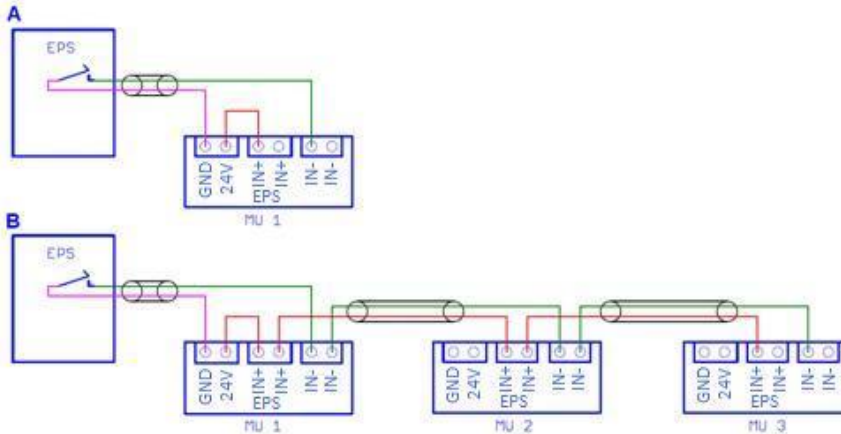 A
EPS
GND 24V IN+ IN+ IN- IN-
EPS
MU 1
B
EPS
GND 24V IN+ IN+ IN- IN-
EPS
MU 1
GND 24V IN+ IN+ IN- IN-
EPS
MU 2
GND 24V IN+ IN+ IN- IN-
EPS
MU 3